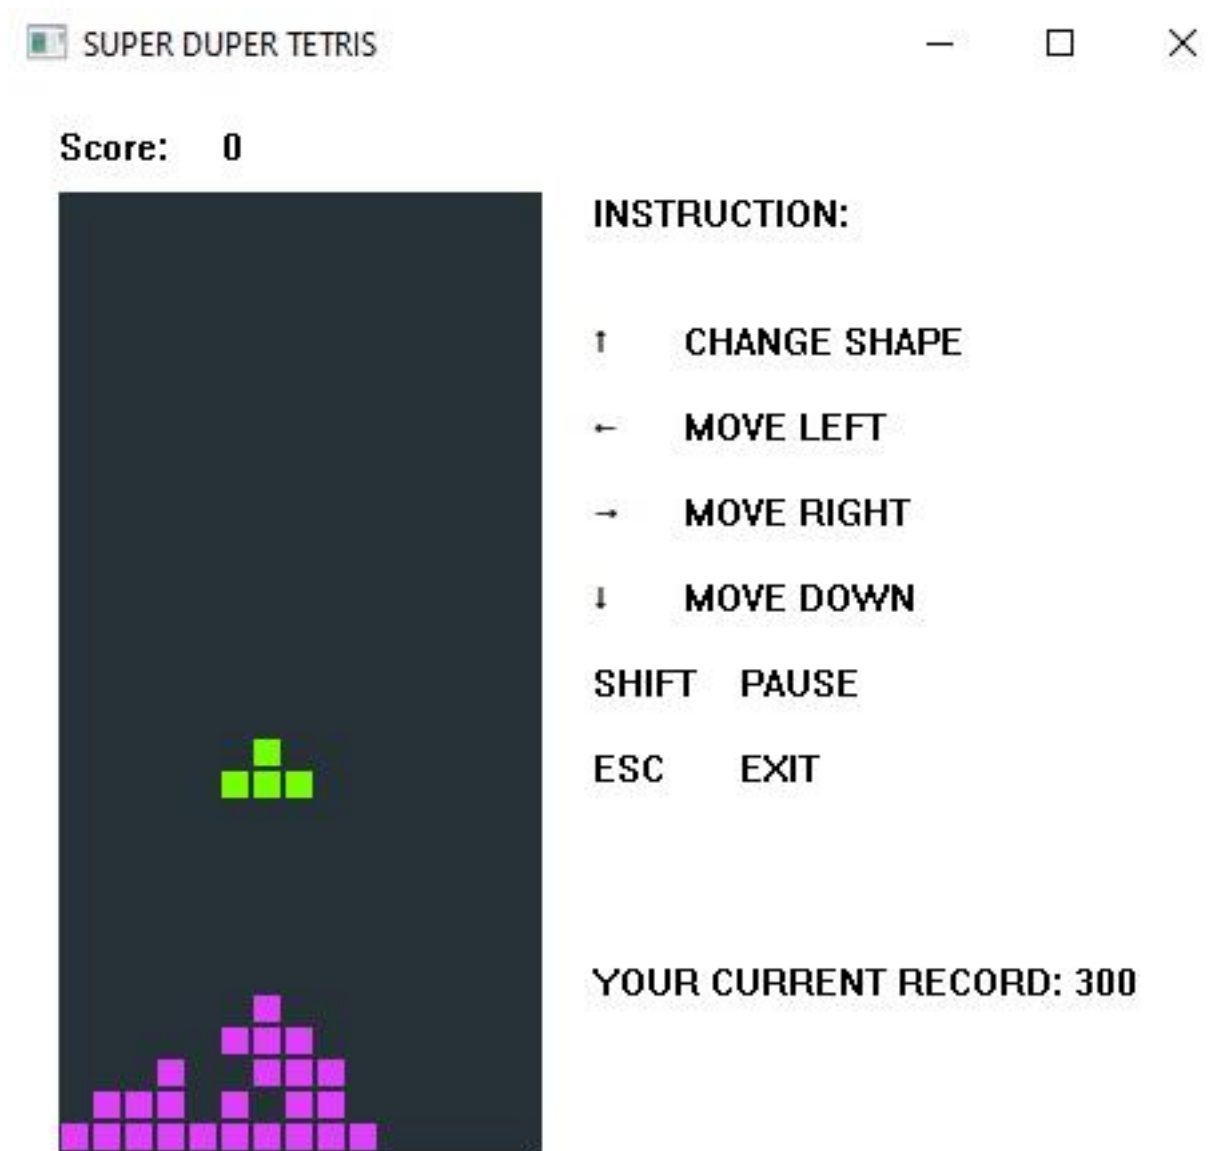 SUPER DUPER TETRIS
Score: 0
INSTRUCTION:
↑ CHANGE SHAPE
← MOVE LEFT
→ MOVE RIGHT
↓ MOVE DOWN
SHIFT PAUSE
ESC EXIT
YOUR CURRENT RECORD: 300